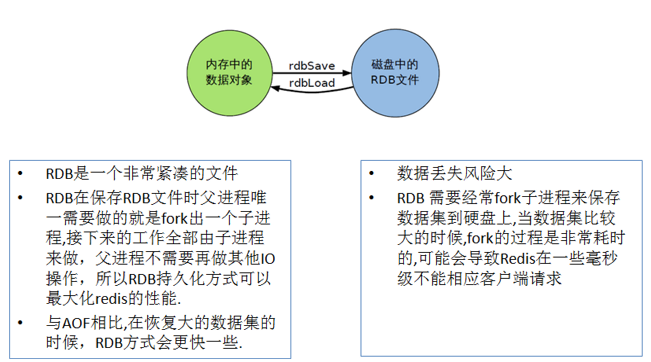 内存中的
数据对象
rdbSave
rdbLoad
磁盘中的
RDB文件
• RDB是一个非常紧凑的文件
• RDB在保存RDB文件时父进程唯
一需要做的就是fork出一个子进
程,接下来的工作全部由子进程
来做，父进程不需要再做其他IO
操作，所以RDB持久化方式可以
最大化redis的性能.
• 与AOF相比,在恢复大的数据集的
时候，RDB方式会更快一些.
• 数据丢失风险大
• RDB 需要经常fork子进程来保存
数据集到硬盘上,当数据集比较
大的时候,fork的过程是非常耗时
的,可能会导致Redis在一些毫秒
级不能相应客户端请求